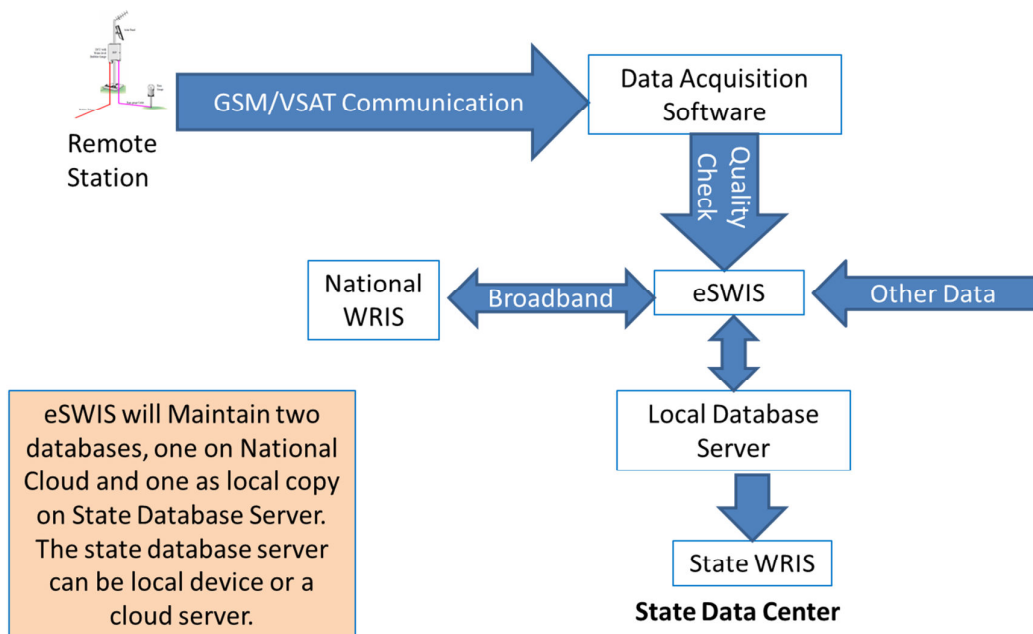 Remote
Station
GSM/VSAT Communication
Data Acquisition
Software
Quality
Check
National
WRIS
Broadband
eSWIS
Other Data
eSWIS will Maintain two
databases, one on National
Cloud and one as local copy
on State Database Server.
The state database server
can be local device or a
cloud server.
Local Database
Server
State WRIS
State Data Center